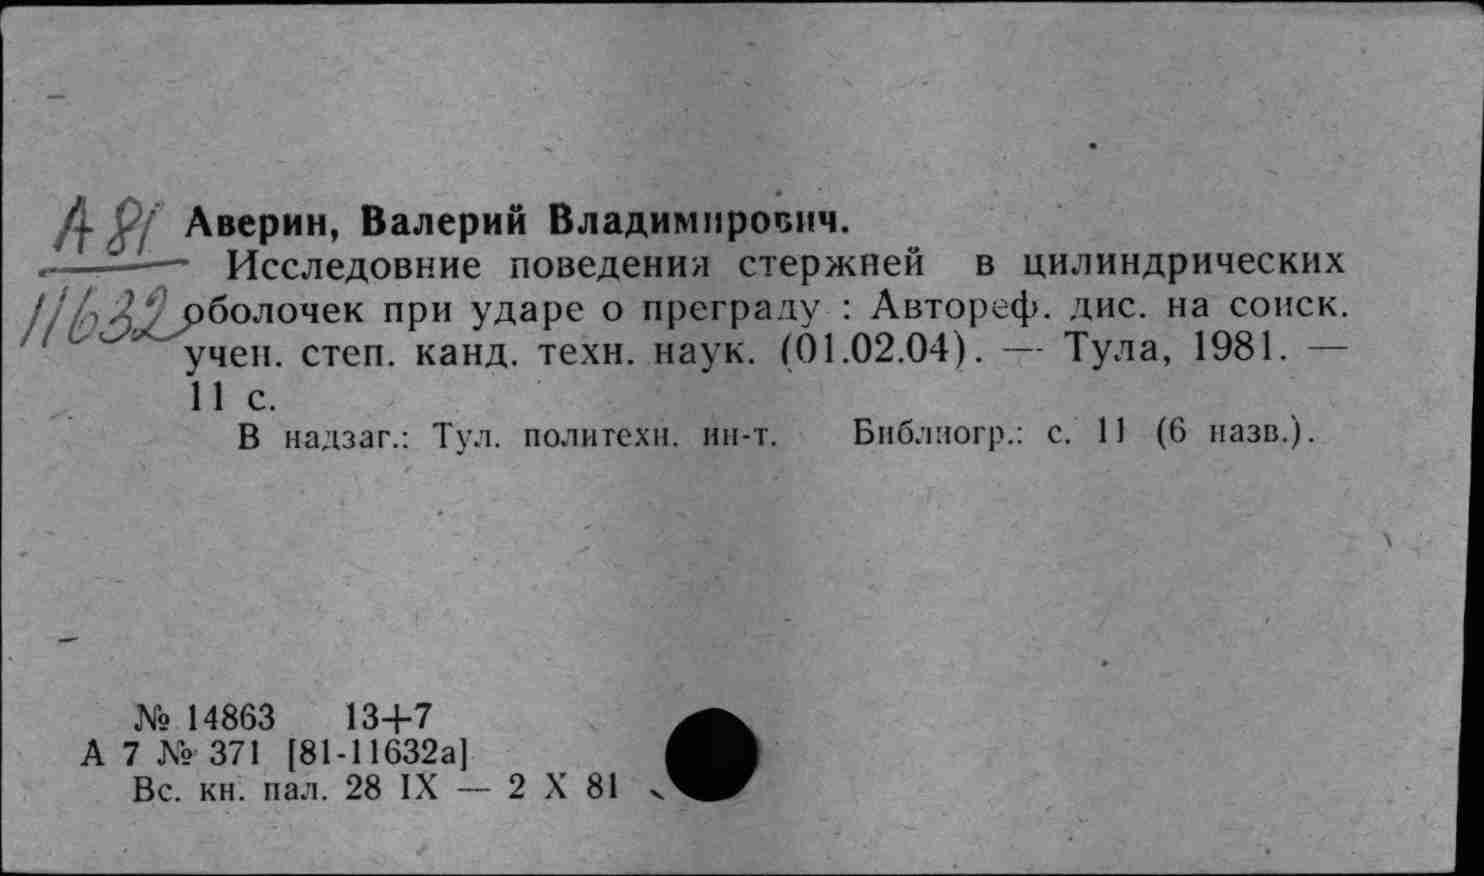 А 81
11632
Аверин, Валерий Владимирович.
Исследовние поведения стержней в цилиндрических
оболочек при ударе о преграду : Автореф. дис. на соиск.
учен. степ. канд. техн. наук. (01.02.04). — Тула, 1981. —
11 с.
В надзаг.: Тул. политехн. ин-т. Библиогр.: с. 11 (6 назв.).
№ 14863 13+7
А 7 № 371 [81-11632а]
Вс. кн. пал. 28 IX — 2 X 81